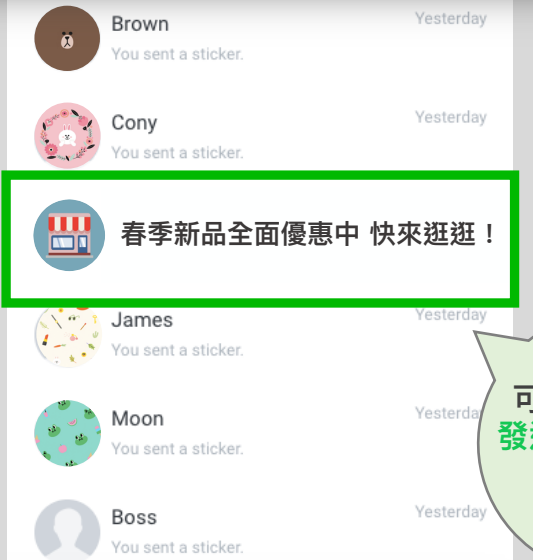 Brown
Yesterday
You sent a sticker.
Cony
Yesterday
You sent a sticker.
春季新品全面優惠中 快來逛逛！
James
Yesterday
You sent a sticker.
Moon
Yesterday
You sent a sticker.
可
發
Boss
Yesterday
You sent a sticker.